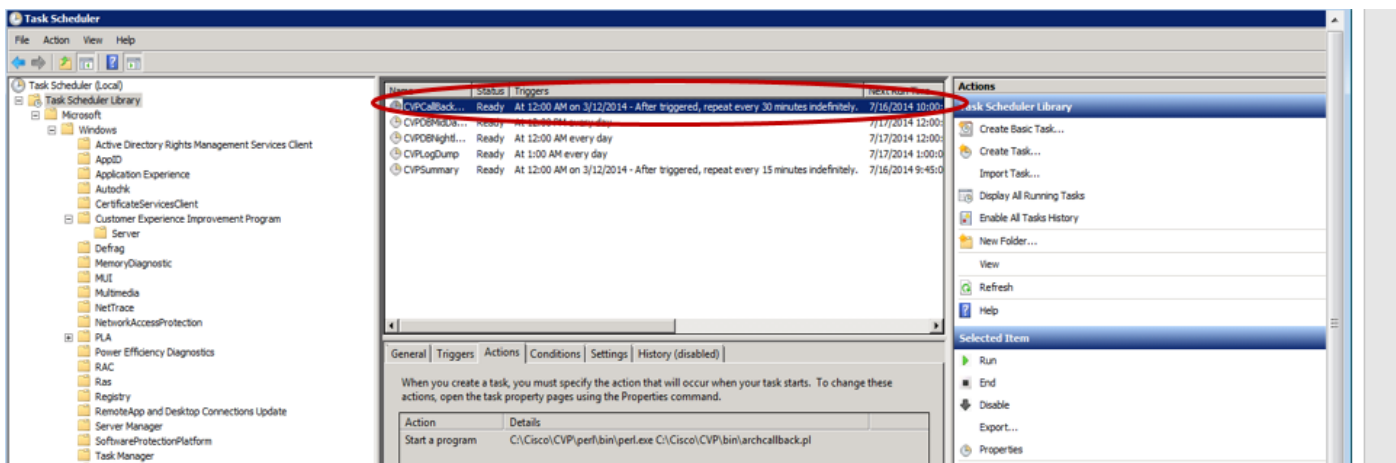 Task Scheduler
File Action View Help
Task Scheduler (Local)
Task Scheduler Library
Microsoft
Windows
Active Directory Rights Management Services Client
AppID
Application Experience
Autochk
CertificateServicesClient
Customer Experience Improvement Program
Server
Defrag
MemoryDiagnostic
MUI
Multimedia
NetTrace
NetworkAccessProtection
PLA
Power Efficiency Diagnostics
RAC
Ras
Registry
RemoteApp and Desktop Connections Update
Server Manager
SoftwareProtectionPlatform
Task Manager
Status Triggers
CVPCallBack... Ready At 12:00 AM on 3/12/2014 - After triggered, repeat every 30 minutes indefinitely. 7/16/2014 10:00:
CVPDBMidDa... Ready At 12:00 PM every day 7/17/2014 12:00:
CVPDBNightl... Ready At 12:00 AM every day 7/17/2014 12:00:
CVPLogDump Ready At 1:00 AM every day 7/17/2014 1:00:0
CVPSummary Ready At 12:00 AM on 3/12/2014 - After triggered, repeat every 15 minutes indefinitely. 7/16/2014 9:45:0
General Triggers Actions Conditions Settings History (disabled)
When you create a task, you must specify the action that will occur when your task starts. To change these
actions, open the task property pages using the Properties command.
Action Details
Start a program C:\Cisco\CVP\perl\bin\perl.exe C:\Cisco\CVP\bin\archcallback.pl
Actions
Task Scheduler Library
Create Basic Task...
Create Task...
Import Task...
Display All Running Tasks
Enable All Tasks History
New Folder...
View
Refresh
Help
Selected Item
Run
End
Disable
Export...
Properties